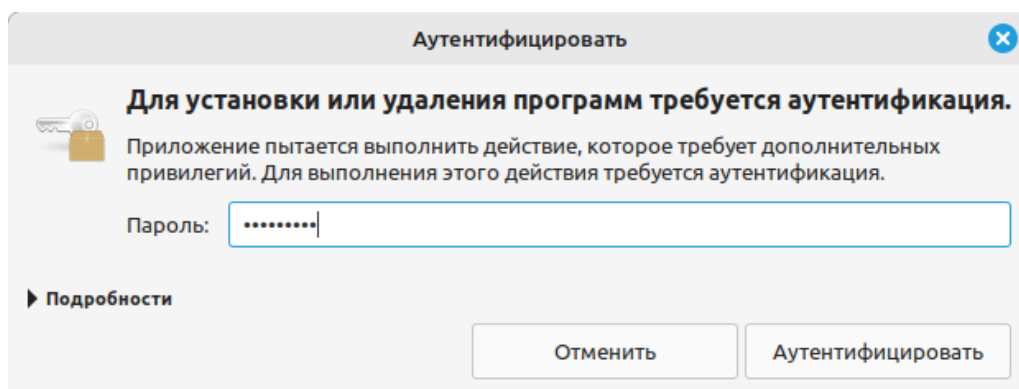 Аутентифицировать
Для установки или удаления программ требуется аутентификация.
Приложение пытается выполнить действие, которое требует дополнительных
привилегий. Для выполнения этого действия требуется аутентификация.
Пароль: •••••••••
Подробности
Отменить Аутентифицировать